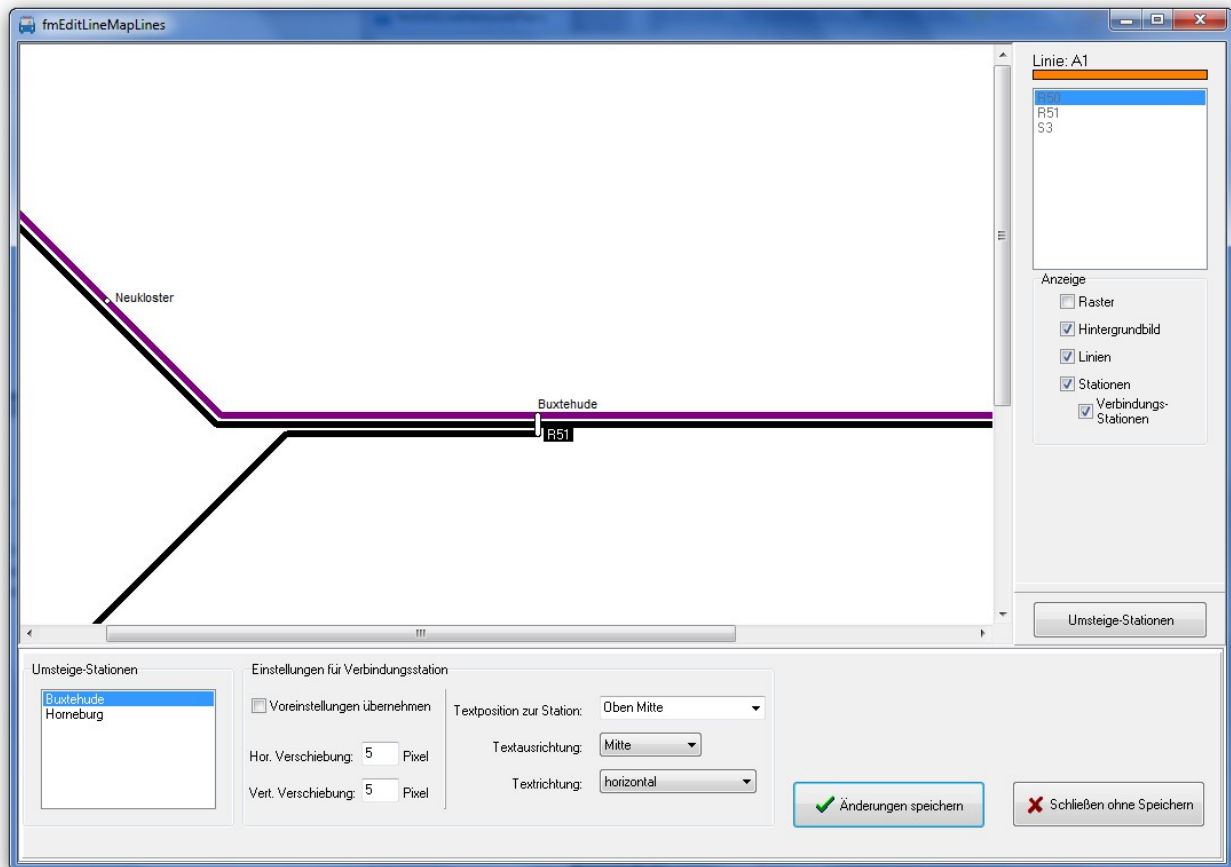 fmEditLineMapLines
Linie: A1
R50
R51
S3
Neukloster
Buxtehude
R51
Anzeige
Raster
Hintergrundbild
Linien
Stationen
Verbindungs-
Stationen
Umsteige-Stationen
Umsteige-Stationen
Buxtehude
Horneburg
Einstellungen für Verbindungsstation
Voreinstellungen übernehmen
Hor. Verschiebung: 5 Pixel
Vert. Verschiebung: 5 Pixel
Textposition zur Station: Oben Mitte
Textausrichtung: Mitte
Textrichtung: horizontal
Änderungen speichern
Schließen ohne Speichern